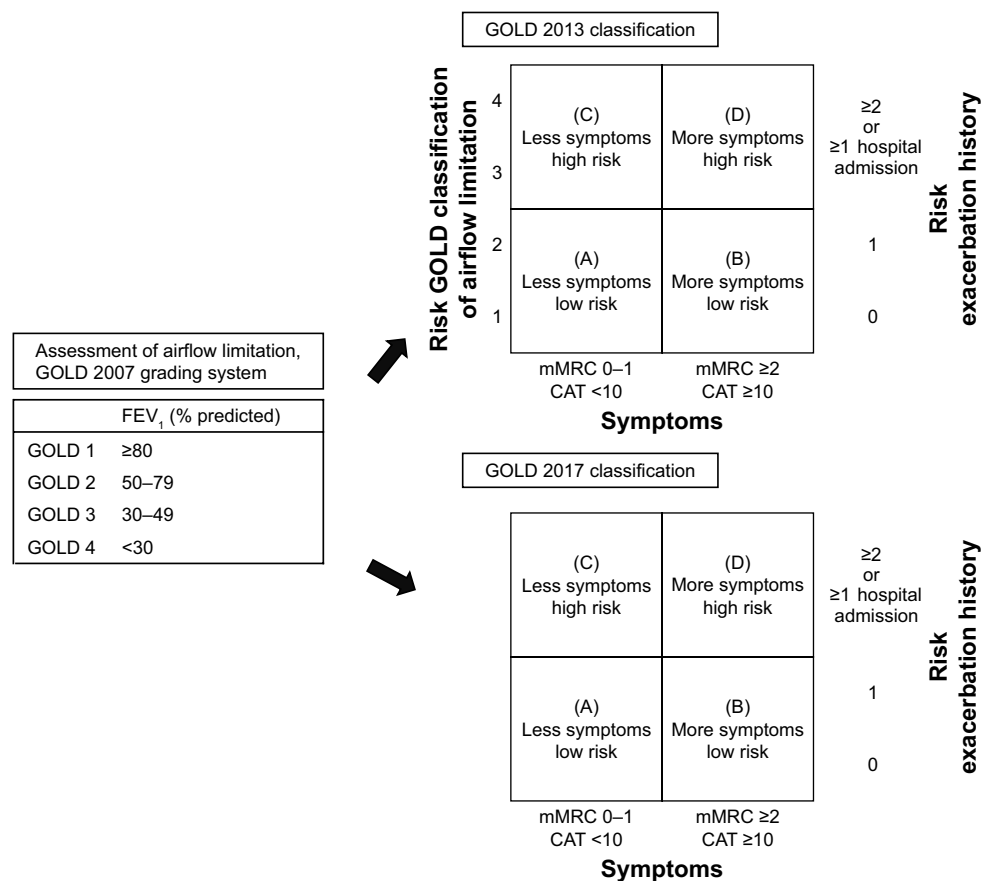 GOLD 2013 classification
Risk GOLD classification
of airflow limitation
4
3
2
1
(C)
Less symptoms
high risk
(D)
More symptoms
high risk
(A)
Less symptoms
low risk
(B)
More symptoms
low risk
≥2
or
≥1 hospital
admission
1
0
Risk
exacerbation history
mMRC 0–1
CAT <10
mMRC ≥2
CAT ≥10
Symptoms
Assessment of airflow limitation,
GOLD 2007 grading system
FEV₁ (% predicted)
GOLD 1 ≥80
GOLD 2 50–79
GOLD 3 30–49
GOLD 4 <30
GOLD 2017 classification
(C)
Less symptoms
high risk
(D)
More symptoms
high risk
(A)
Less symptoms
low risk
(B)
More symptoms
low risk
≥2
or
≥1 hospital
admission
1
0
Risk
exacerbation history
mMRC 0–1
CAT <10
mMRC ≥2
CAT ≥10
Symptoms